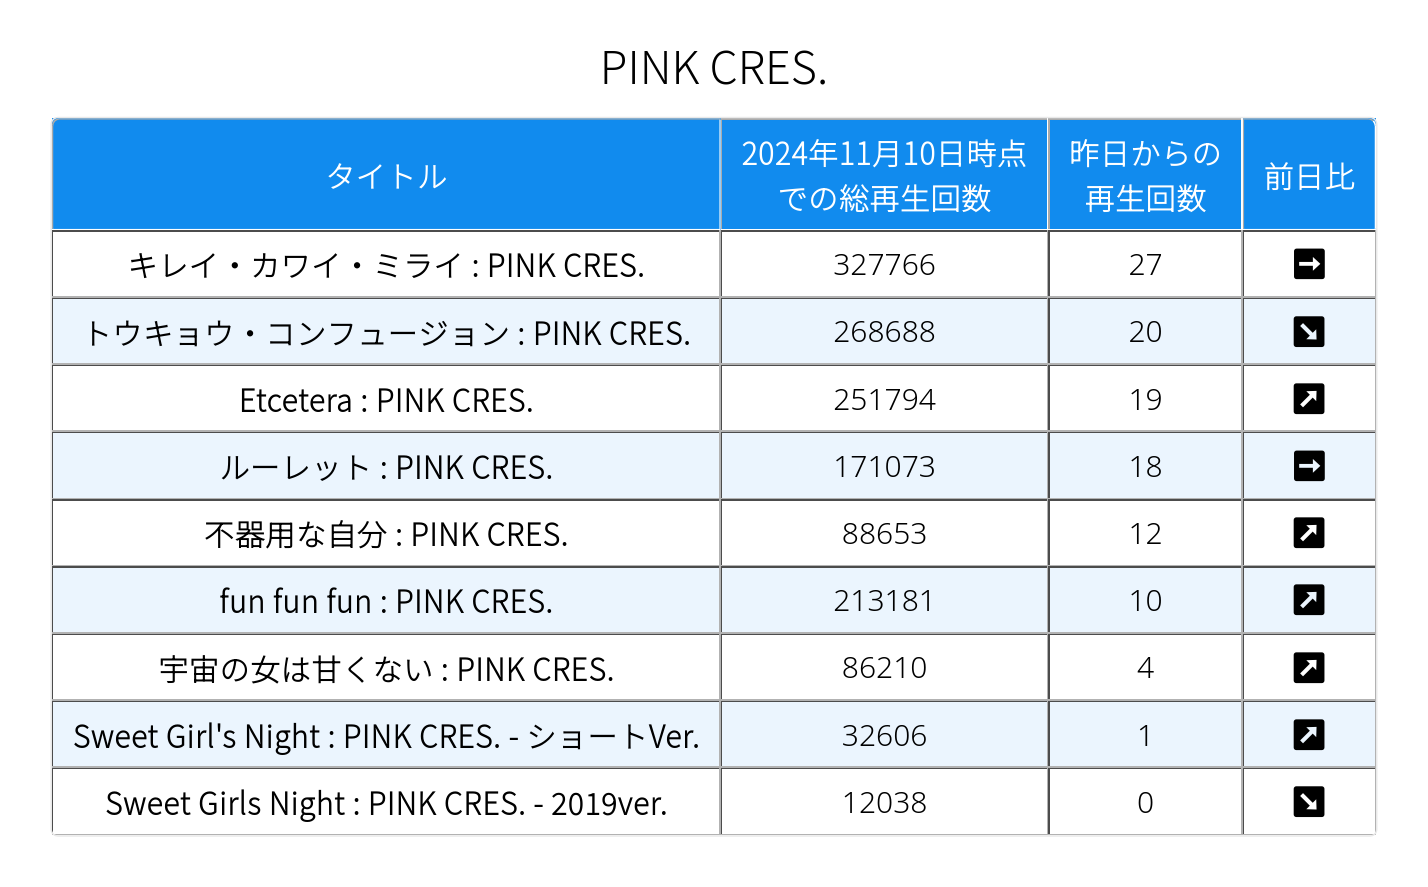 PINK CRES.
タイトル
2024年11月10日時点
での総再生回数
昨日からの
再生回数
前日比
キレイ・カワイ・ミライ : PINK CRES. 327766 27 ➡
トウキョウ・コンフュージョン : PINK CRES. 268688 20 ↘
Etcetera : PINK CRES. 251794 19 ↗
ルーレット : PINK CRES. 171073 18 ➡
不器用な自分 : PINK CRES. 88653 12 ↗
fun fun fun : PINK CRES. 213181 10 ↗
宇宙の女は甘くない : PINK CRES. 86210 4 ↗
Sweet Girl's Night : PINK CRES. - ショートVer. 32606 1 ↗
Sweet Girls Night : PINK CRES. - 2019ver. 12038 0 ↘